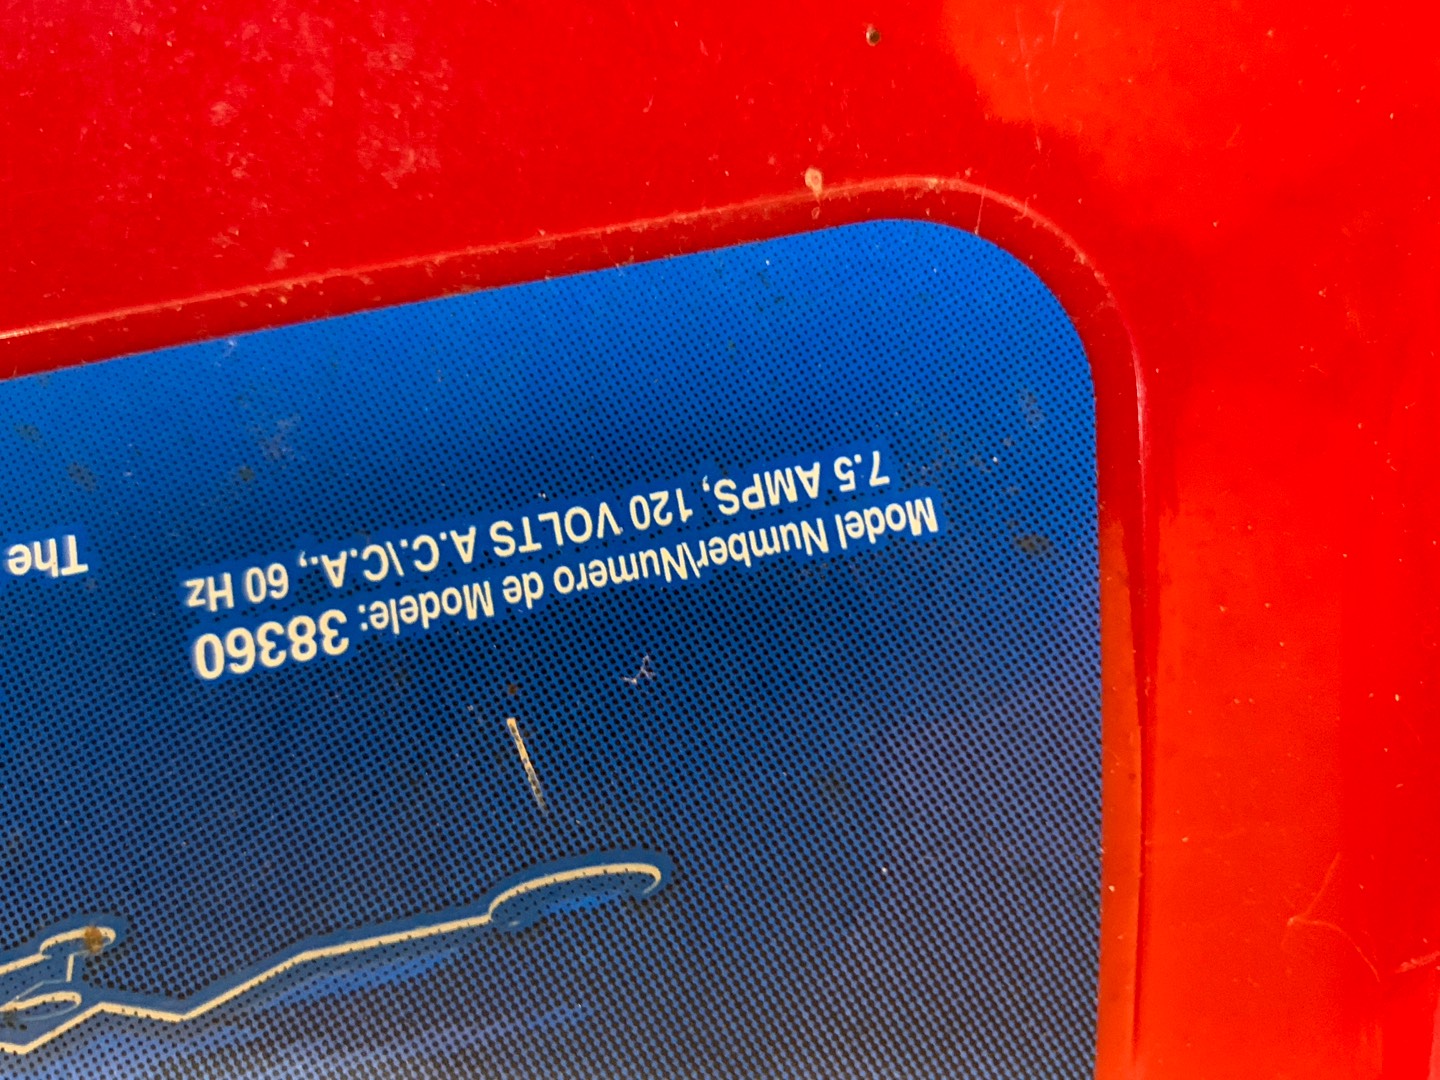 Model Number\Numero de Modele: 38360
7.5 AMPS, 120 VOLTS A.C.\C.A., 60 Hz
The